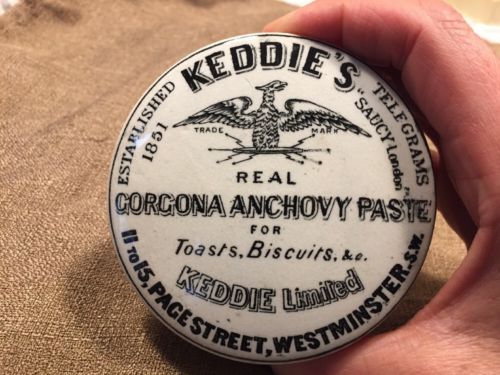 KEDDIE'S
ESTABLISHED 1851
TELEGRAMS "SAUCY London"
TRADE MARK
REAL
GORGONA ANCHOVY PASTE
FOR
Toasts, Biscuits, &c.
KEDDIE Limited
11 TO 15, PAGE STREET, WESTMINSTER. S.W.